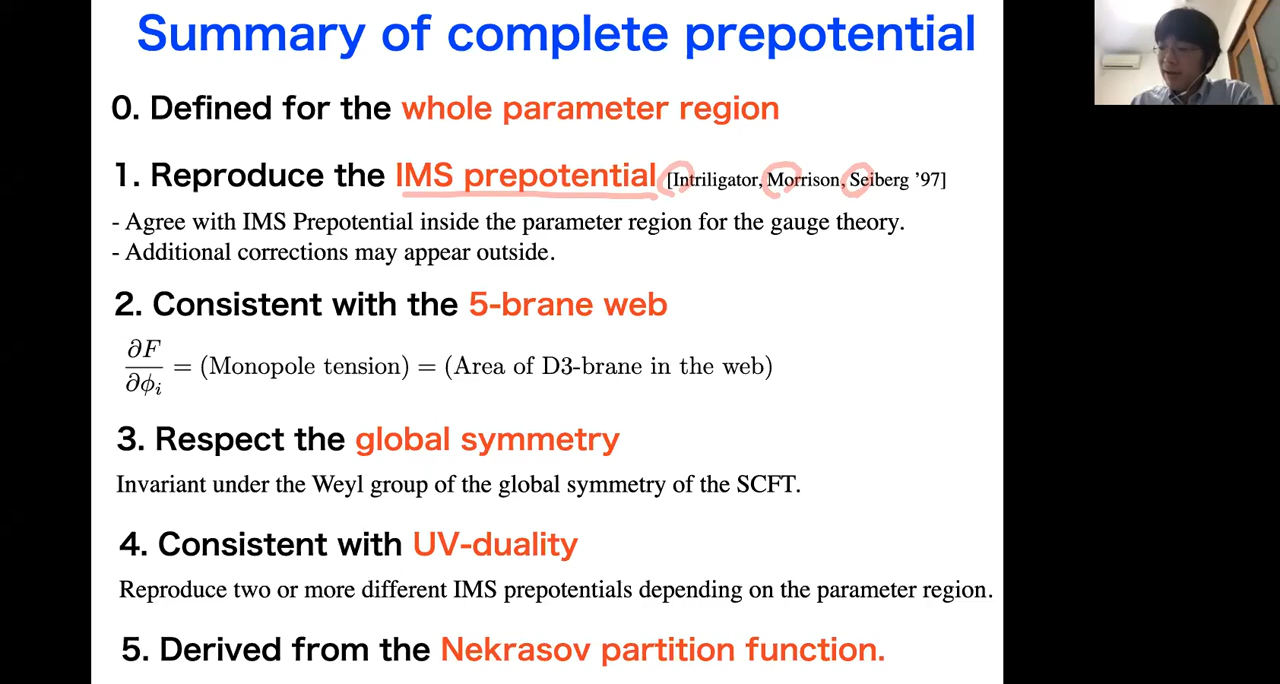 Summary of complete prepotential
0. Defined for the whole parameter region
1. Reproduce the IMS prepotential [Intriligator, Morrison, Seiberg '97]
- Agree with IMS Prepotential inside the parameter region for the gauge theory.
- Additional corrections may appear outside.
2. Consistent with the 5-brane web
∂F/∂ϕᵢ = (Monopole tension) = (Area of D3-brane in the web)
3. Respect the global symmetry
Invariant under the Weyl group of the global symmetry of the SCFT.
4. Consistent with UV-duality
Reproduce two or more different IMS prepotentials depending on the parameter region.
5. Derived from the Nekrasov partition function.